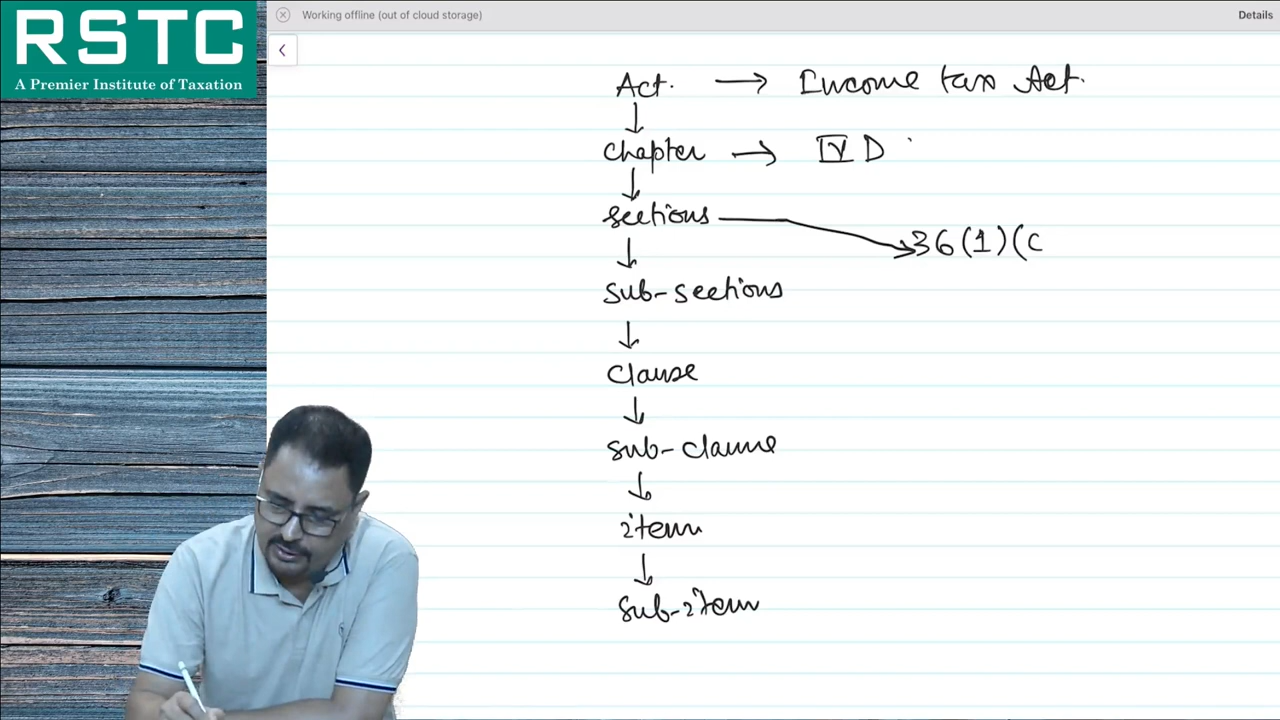 RSTC
A Premier Institute of Taxation
Working offline (out of cloud storage)
Details
Act. → Income tax Act.
↓
Chapter → IV D
↓
Sections → 36(1)(C
↓
Sub-sections
↓
Clause
↓
Sub-clause
↓
item
↓
Sub-item